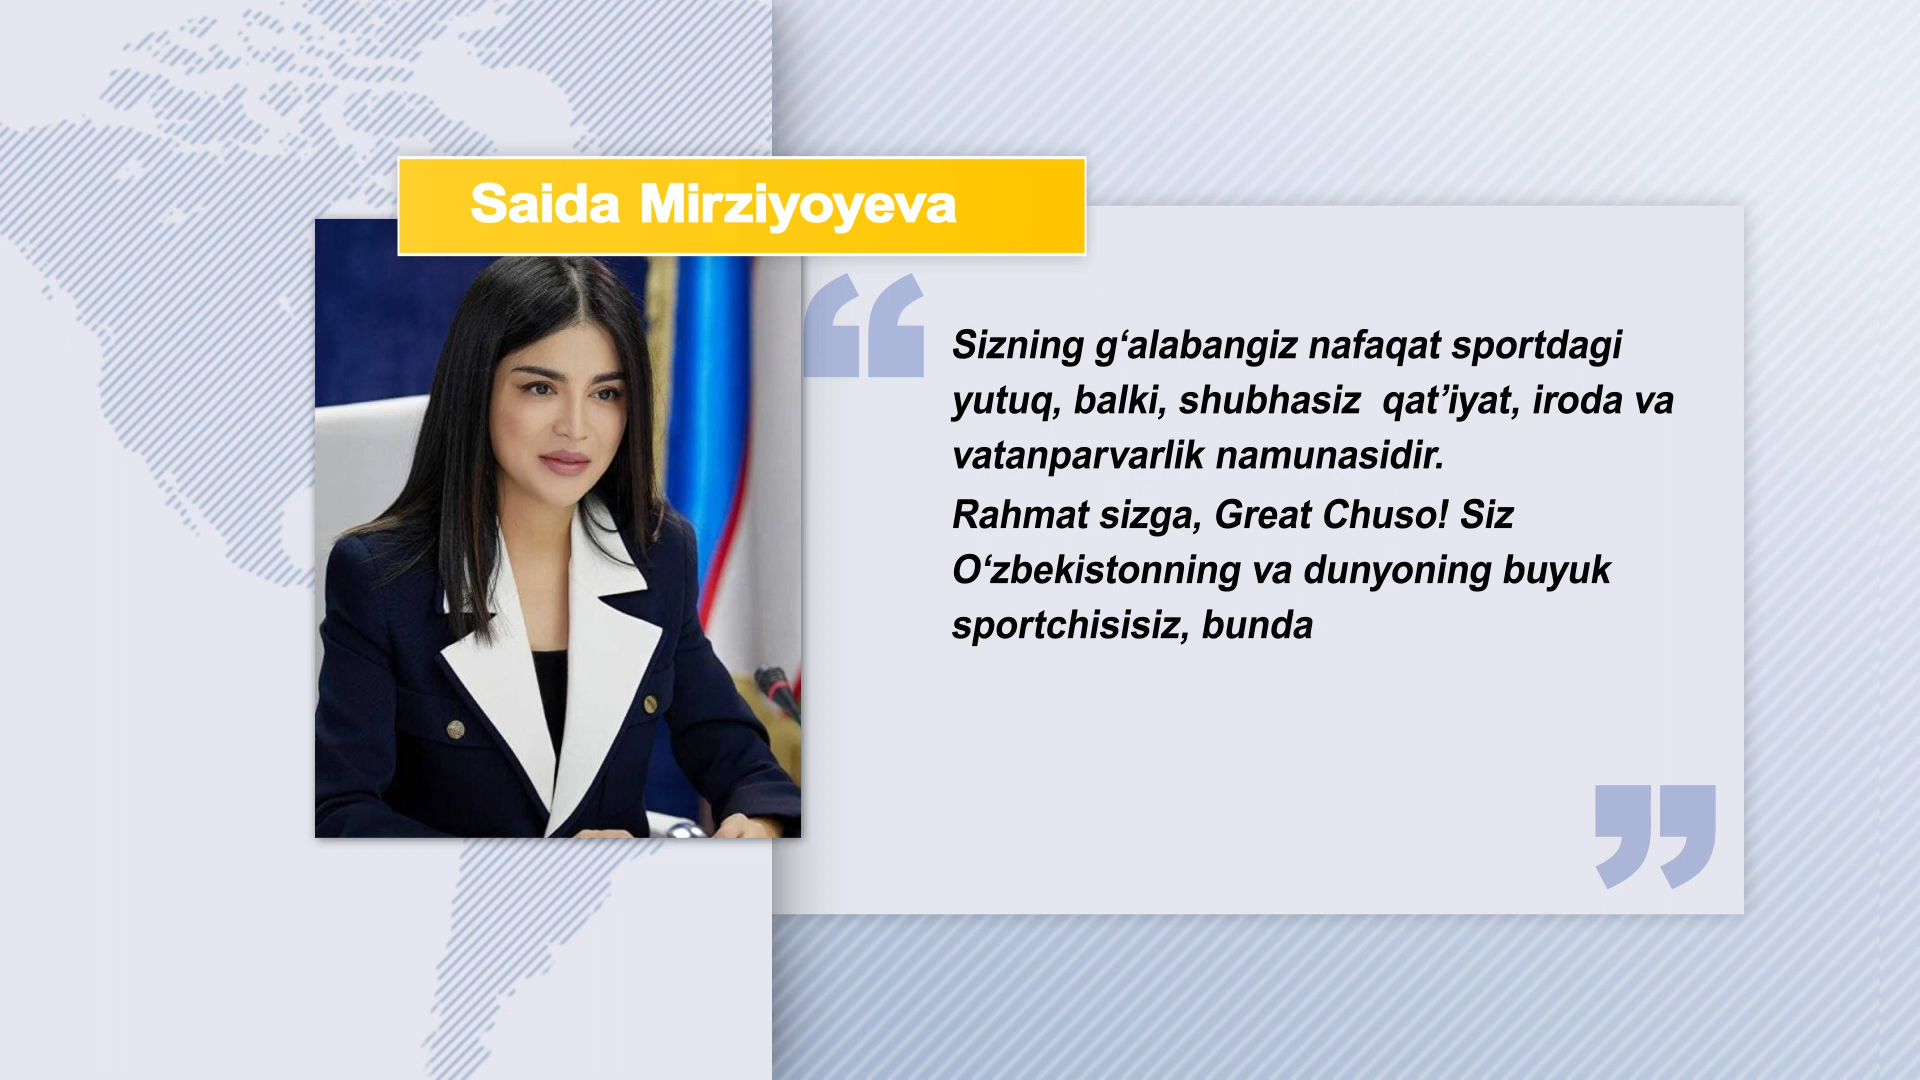 Saida Mirziyoyeva
Sizning g‘alabangiz nafaqat sportdagi
yutuq, balki, shubhasiz  qat’iyat, iroda va
vatanparvarlik namunasidir.
Rahmat sizga, Great Chuso! Siz
O‘zbekistonning va dunyoning buyuk
sportchisisiz, bunda